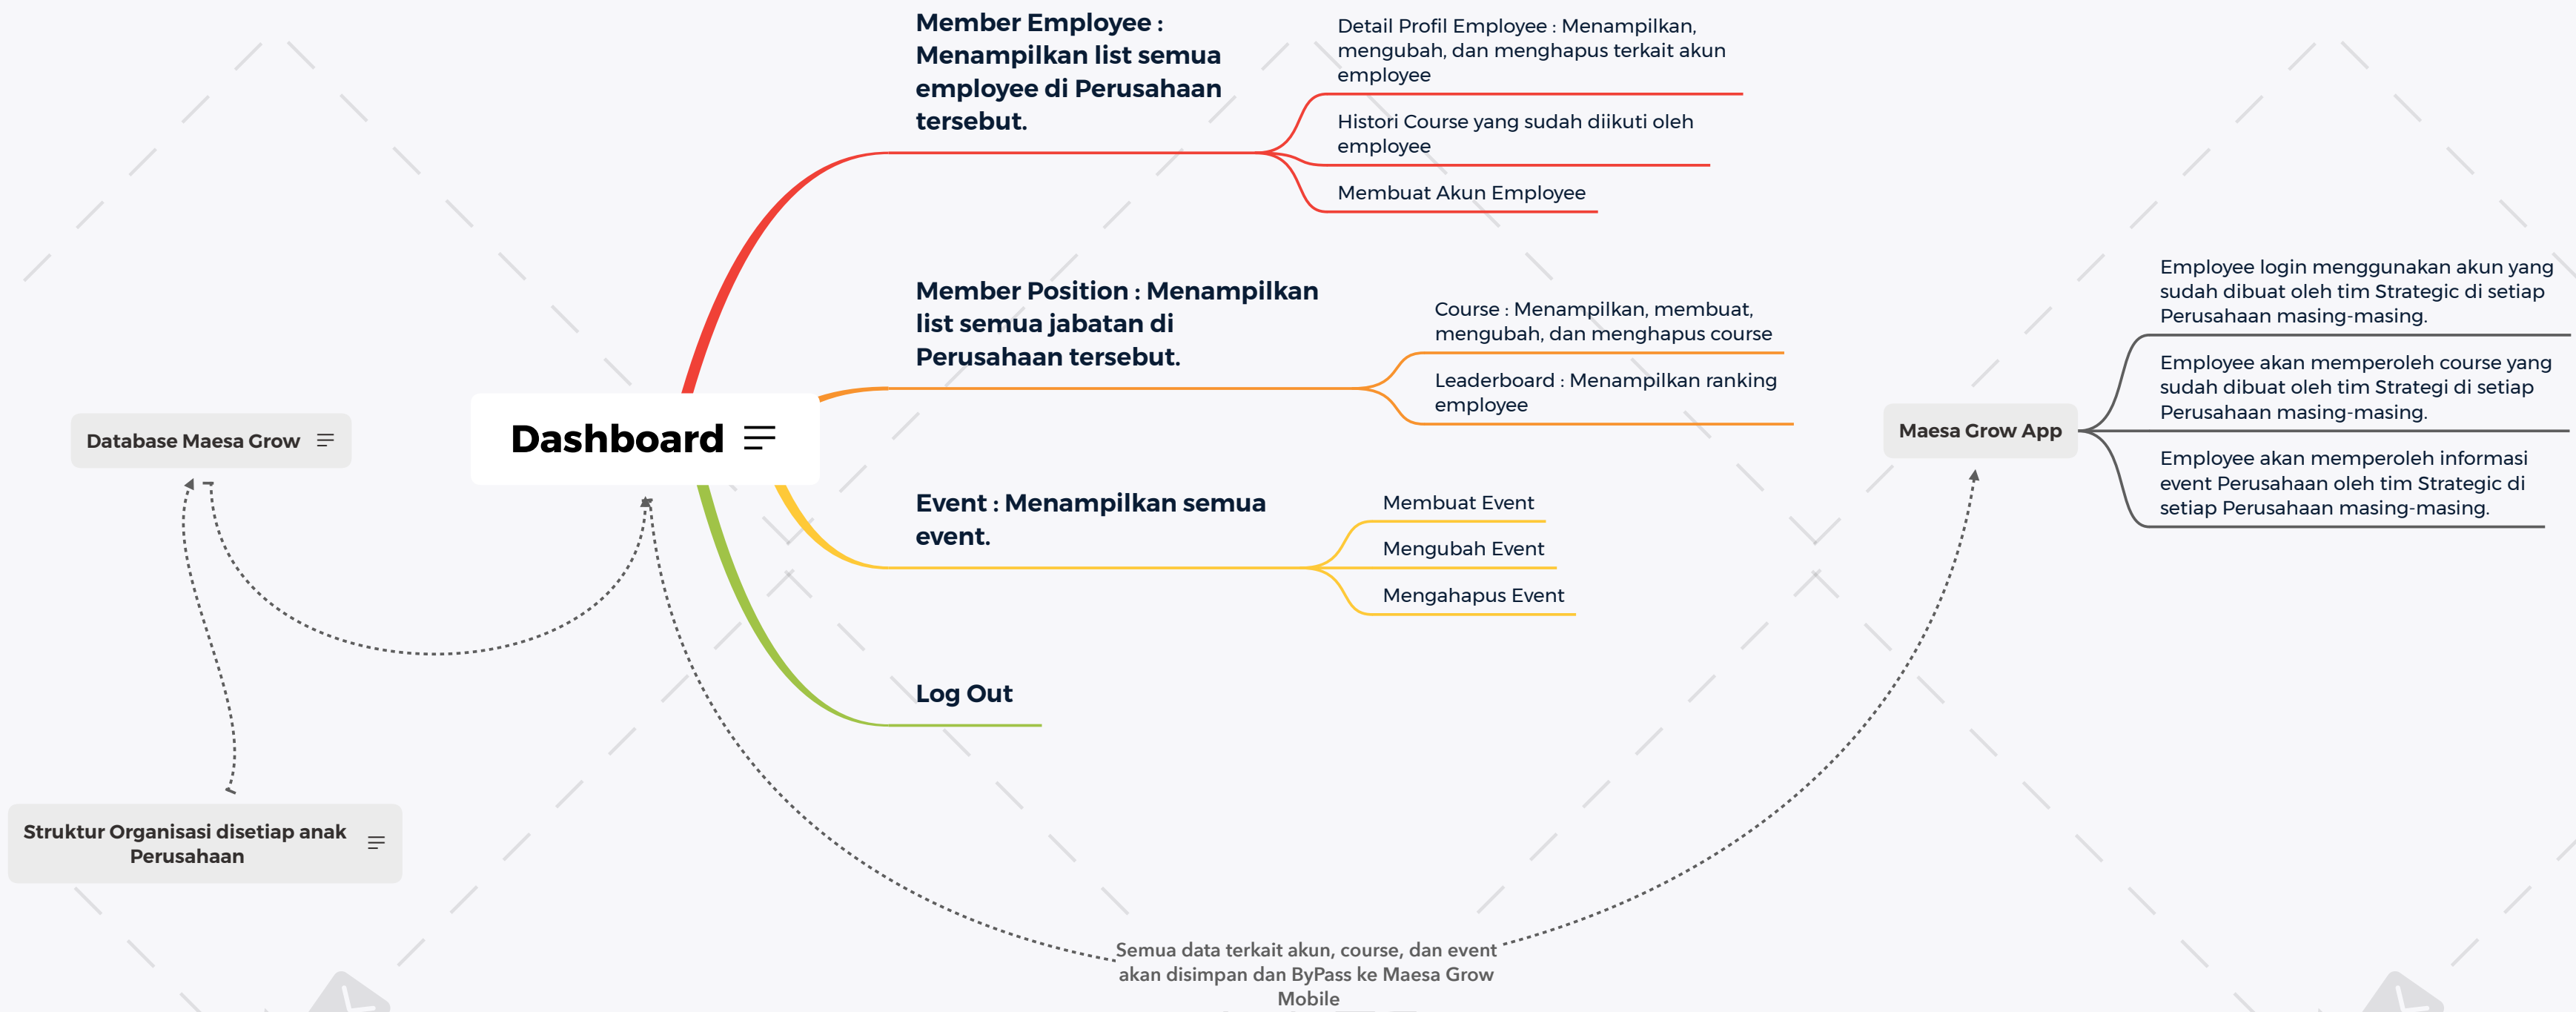 Member Employee :
Menampilkan list semua
employee di Perusahaan
tersebut.
Detail Profil Employee : Menampilkan,
mengubah, dan menghapus terkait akun
employee
Histori Course yang sudah diikuti oleh
employee
Membuat Akun Employee
Member Position : Menampilkan
list semua jabatan di
Perusahaan tersebut.
Course : Menampilkan, membuat,
mengubah, dan menghapus course
Leaderboard : Menampilkan ranking
employee
Database Maesa Grow
Dashboard
Event : Menampilkan semua
event.
Membuat Event
Mengubah Event
Mengahapus Event
Log Out
Struktur Organisasi disetiap anak
Perusahaan
Maesa Grow App
Employee login menggunakan akun yang
sudah dibuat oleh tim Strategic di setiap
Perusahaan masing-masing.
Employee akan memperoleh course yang
sudah dibuat oleh tim Strategi di setiap
Perusahaan masing-masing.
Employee akan memperoleh informasi
event Perusahaan oleh tim Strategic di
setiap Perusahaan masing-masing.
Semua data terkait akun, course, dan event
akan disimpan dan ByPass ke Maesa Grow
Mobile